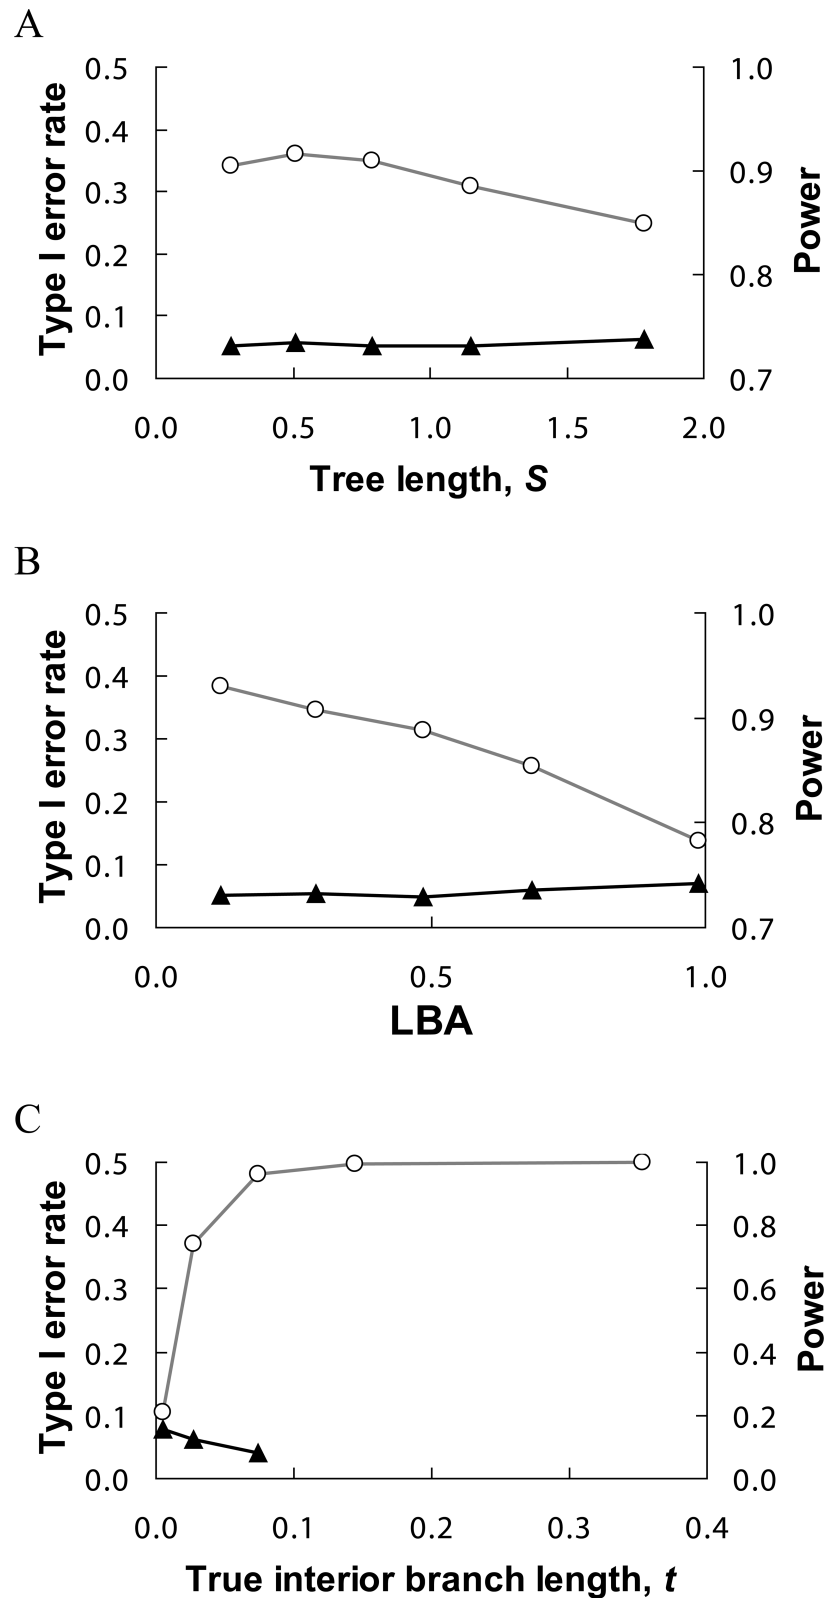 A
0.5
0.4
0.3
0.2
0.1
0.0
Type I error rate
1.0
0.9
0.8
0.7
Power
0.0 0.5 1.0 1.5 2.0
Tree length, S
B
0.5
0.4
0.3
0.2
0.1
0.0
Type I error rate
1.0
0.9
0.8
0.7
Power
0.0 0.5 1.0
LBA
C
0.5
0.4
0.3
0.2
0.1
0.0
Type I error rate
1.0
0.8
0.6
0.4
0.2
0.0
Power
0.0 0.1 0.2 0.3 0.4
True interior branch length, t